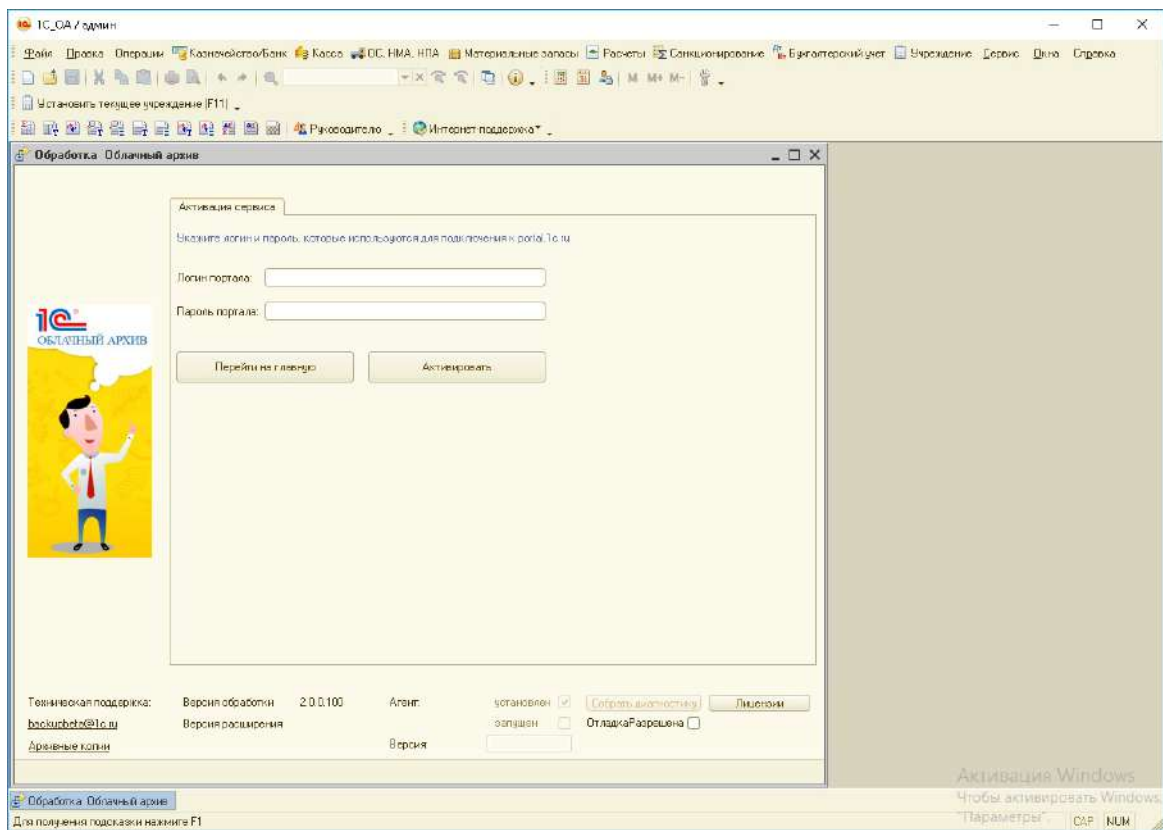 1С_ОА / админ
Файл Правка Операции Казначейство/Банк Касса ОС, НМА, НПА Материальные запасы Расчеты Санкционирование Бухгалтерский учет Учреждение Сервис Окна Справка
M M+ M-
Установить текущее учреждение (F11)
Руководителю Интернет-поддержка
Обработка Облачный архив
Активация сервиса
Укажите логин и пароль, которые используются для подключения к portal.1c.ru
Логин портала:
Пароль портала:
1С
ОБЛАЧНЫЙ АРХИВ
Перейти на главную Активировать
Техническая поддержка: Версия обработки 2.0.0.100 Агент: установлен Собрать диагностику Лицензии
backupbeta@1c.ru Версия расширения запущен ОтладкаРазрешена
Архивные копии Версия
Активация Windows
Чтобы активировать Windows,
"Параметры".
Обработка Облачный архив
Для получения подсказки нажмите F1 CAP NUM